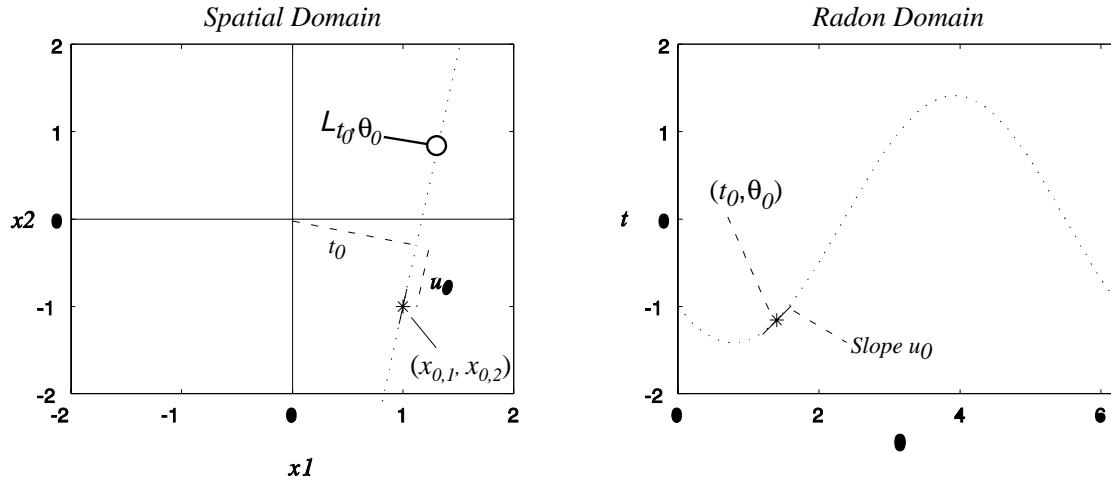 Spatial Domain
2
1
x2 0
-1
-2
-2 -1 0 1 2
x1
L t0,θ0
t0
u0
(x0,1, x0,2)
Radon Domain
2
1
t 0
-1
-2
0 2 4 6
θ
(t0,θ0)
Slope u0